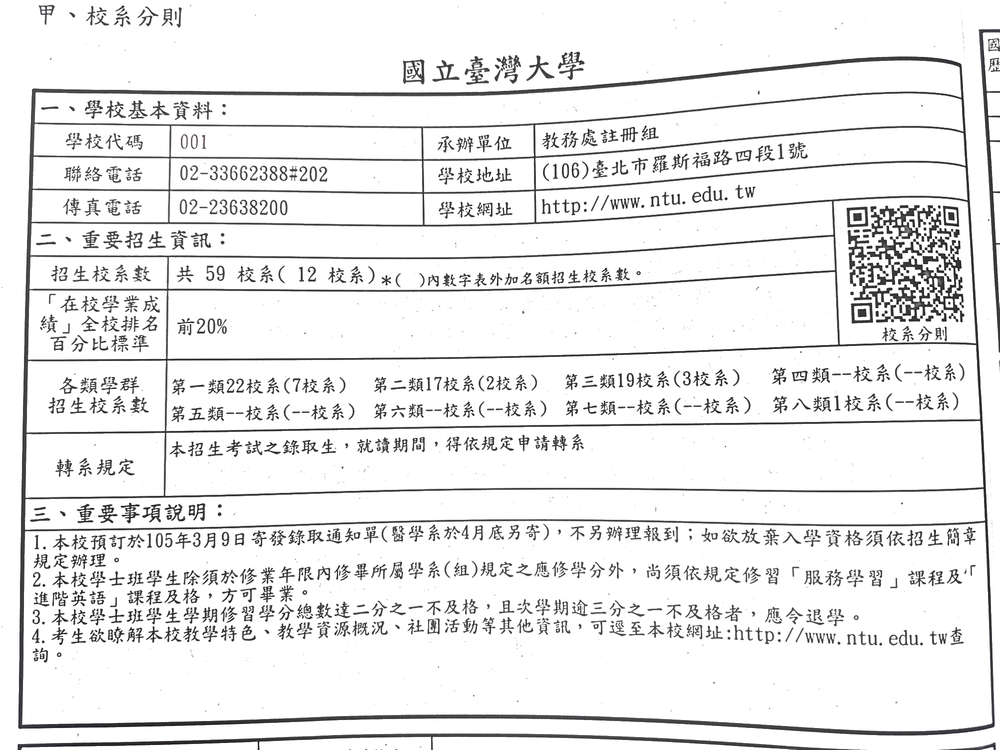 甲、校系分則
國立臺灣大學
一、學校基本資料：
學校代碼 001 承辦單位 教務處註冊組
聯絡電話 02-33662388#202 學校地址 (106)臺北市羅斯福路四段1號
傳真電話 02-23638200 學校網址 http://www.ntu.edu.tw
二、重要招生資訊：
招生校系數 共 59 校系( 12 校系)*( )內數字表外加名額招生校系數。
「在校學業成
績」全校排名
百分比標準
前20%
校系分則
各類學群
招生校系數
第一類22校系(7校系) 第二類17校系(2校系) 第三類19校系(3校系) 第四類--校系(--校系)
第五類--校系(--校系) 第六類--校系(--校系) 第七類--校系(--校系) 第八類1校系(--校系)
轉系規定
本招生考試之錄取生，就讀期間，得依規定申請轉系
三、重要事項說明：
1.本校預訂於105年3月9日寄發錄取通知單(醫學系於4月底另寄)，不另辦理報到；如欲放棄入學資格須依招生簡章
規定辦理。
2.本校學士班學生除須於修業年限內修畢所屬學系(組)規定之應修學分外，尚須依規定修習「服務學習」課程及「
進階英語」課程及格，方可畢業。
3.本校學士班學生學期修習學分總數達二分之一不及格，且次學期逾三分之一不及格者，應令退學。
4.考生欲瞭解本校教學特色、教學資源概況、社團活動等其他資訊，可逕至本校網址:http://www.ntu.edu.tw查
詢。
國
歷